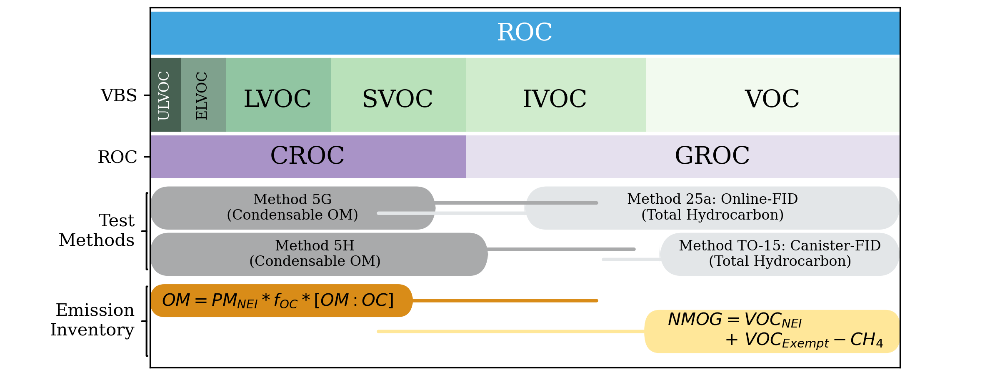 ROC
VBS
ULVOC
ELVOC
LVOC
SVOC
IVOC
VOC
ROC
CROC
GROC
Test
Methods
Method 5G
(Condensable OM)
Method 25a: Online-FID
(Total Hydrocarbon)
Method 5H
(Condensable OM)
Method TO-15: Canister-FID
(Total Hydrocarbon)
Emission
Inventory
OM = PM_NEI * f_OC * [OM : OC]
NMOG = VOC_NEI
+ VOC_Exempt − CH_4